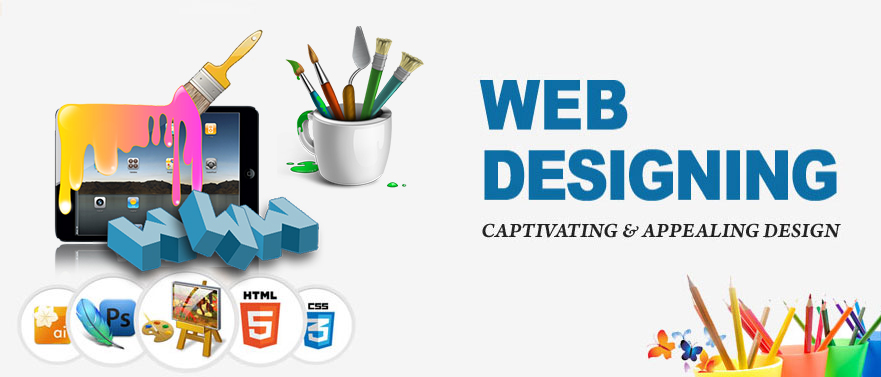 WEB
DESIGNING
CAPTIVATING & APPEALING DESIGN
WWW
ai
Ps
HTML
5
CSS
3